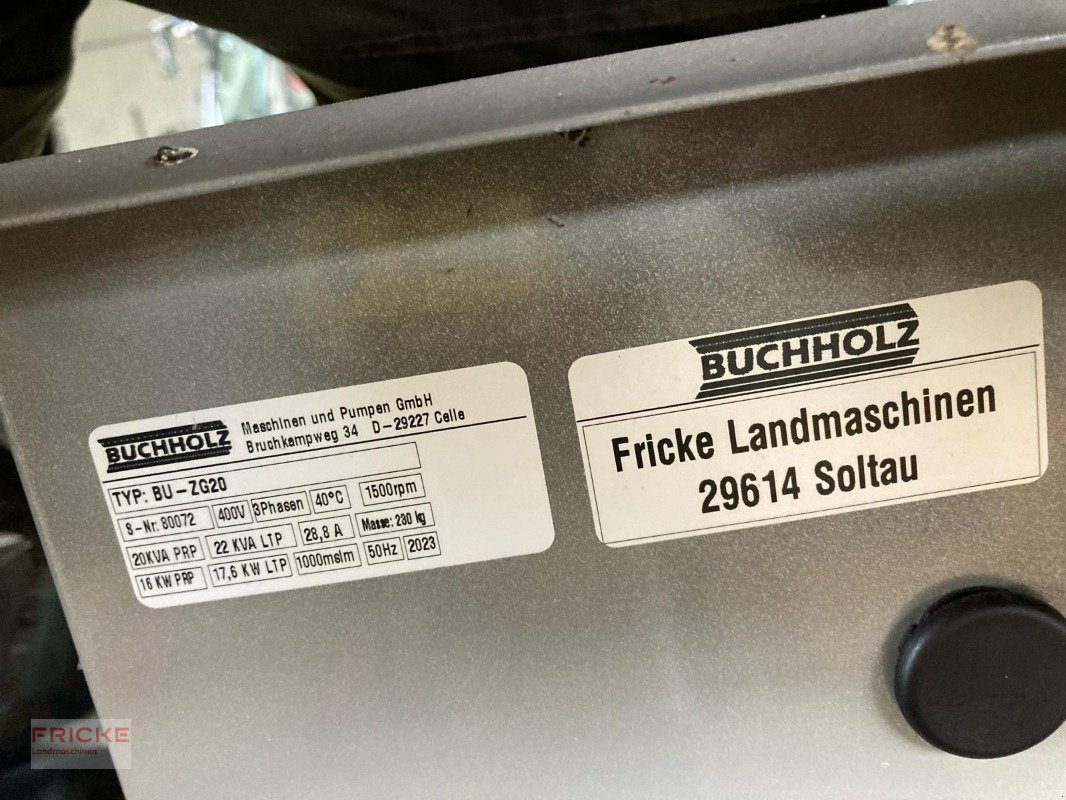 BUCHHOLZ
Maschinen und Pumpen GmbH
Bruchkampweg 34 D-29227 Celle
TYP: BU-ZG20
S-Nr. 80072 400V 3Phasen 40°C 1500rpm
20KVA PRP 22 KVA LTP 28,8 A Masse: 230 kg
16 KW PRP 17,6 KW LTP 1000mslm 50Hz 2023
BUCHHOLZ
Fricke Landmaschinen
29614 Soltau
FRICKE
Landmaschinen